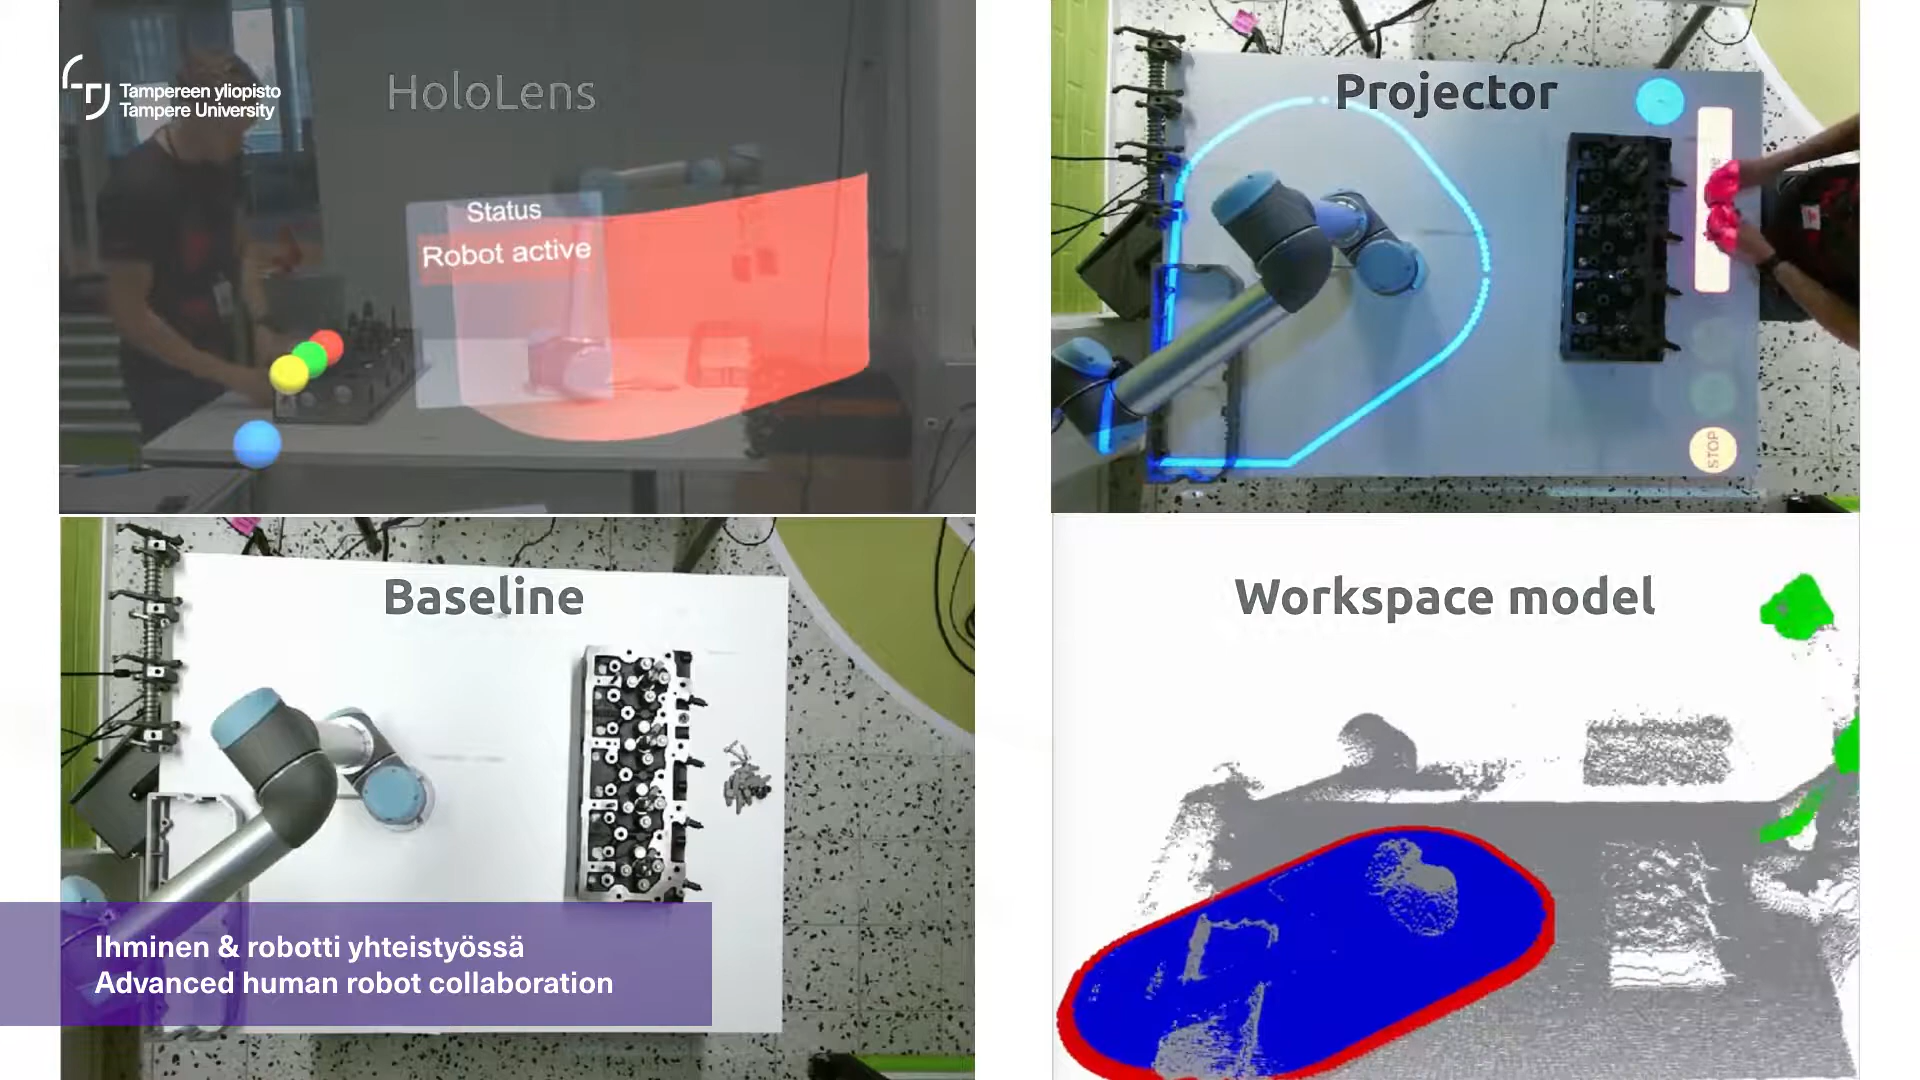 Tampereen yliopisto
Tampere University
HoloLens
Status
Robot active
Projector
STOP
Baseline
Workspace model
Ihminen & robotti yhteistyössä
Advanced human robot collaboration